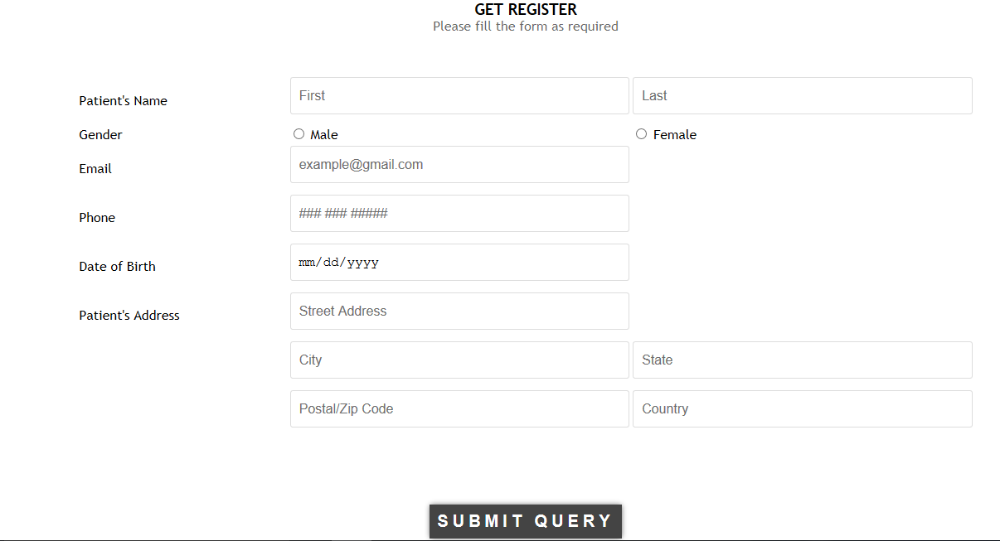 GET REGISTER
Please fill the form as required
Patient's Name First Last
Gender Male Female
Email example@gmail.com
Phone ### ### #####
Date of Birth mm/dd/yyyy
Patient's Address Street Address
City State
Postal/Zip Code Country
SUBMIT QUERY